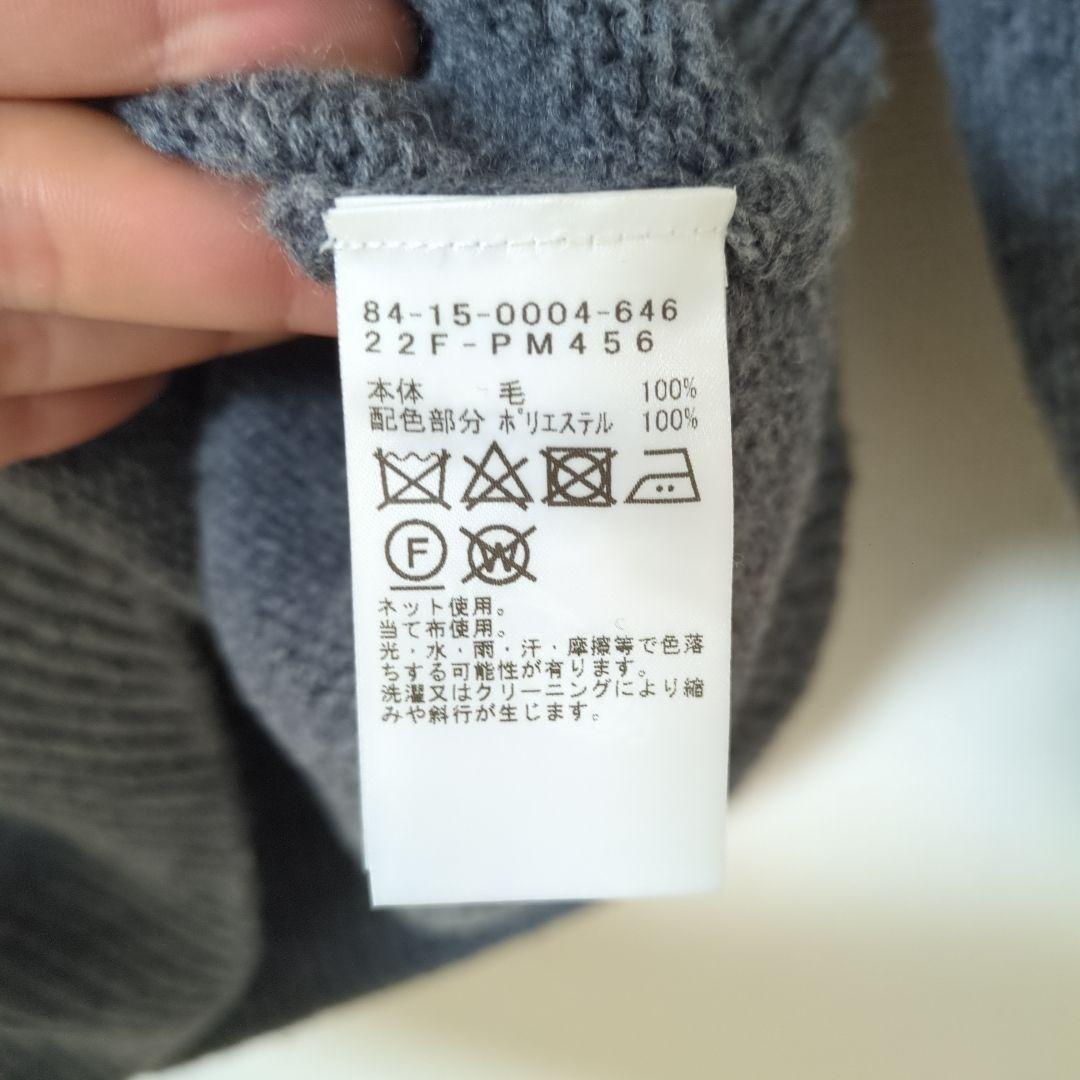 84-15-0004-646
22F-PM456
本体 毛 100%
配色部分 ポリエステル 100%
F W
ネット使用。
当て布使用。
光・水・雨・汗・摩擦等で色落
ちする可能性が有ります。
洗濯又はクリーニングにより縮
みや斜行が生じます。